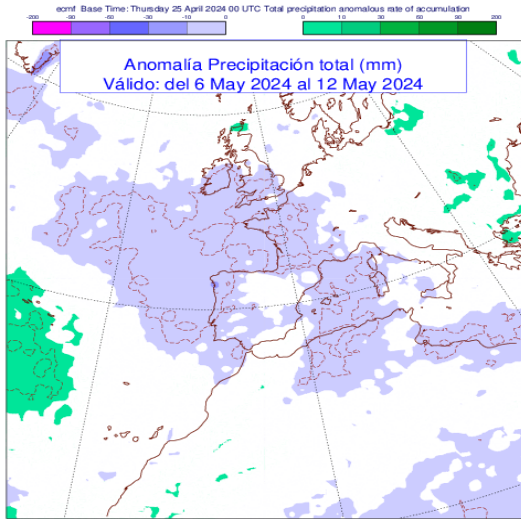 ecmf Base Time: Thursday 25 April 2024 00 UTC Total precipitation anomalous rate of accumulation
-200 -90 -60 -30 -10 0 0 10 30 60 90 200
Anomalía Precipitación total (mm)
Válido: del 6 May 2024 al 12 May 2024